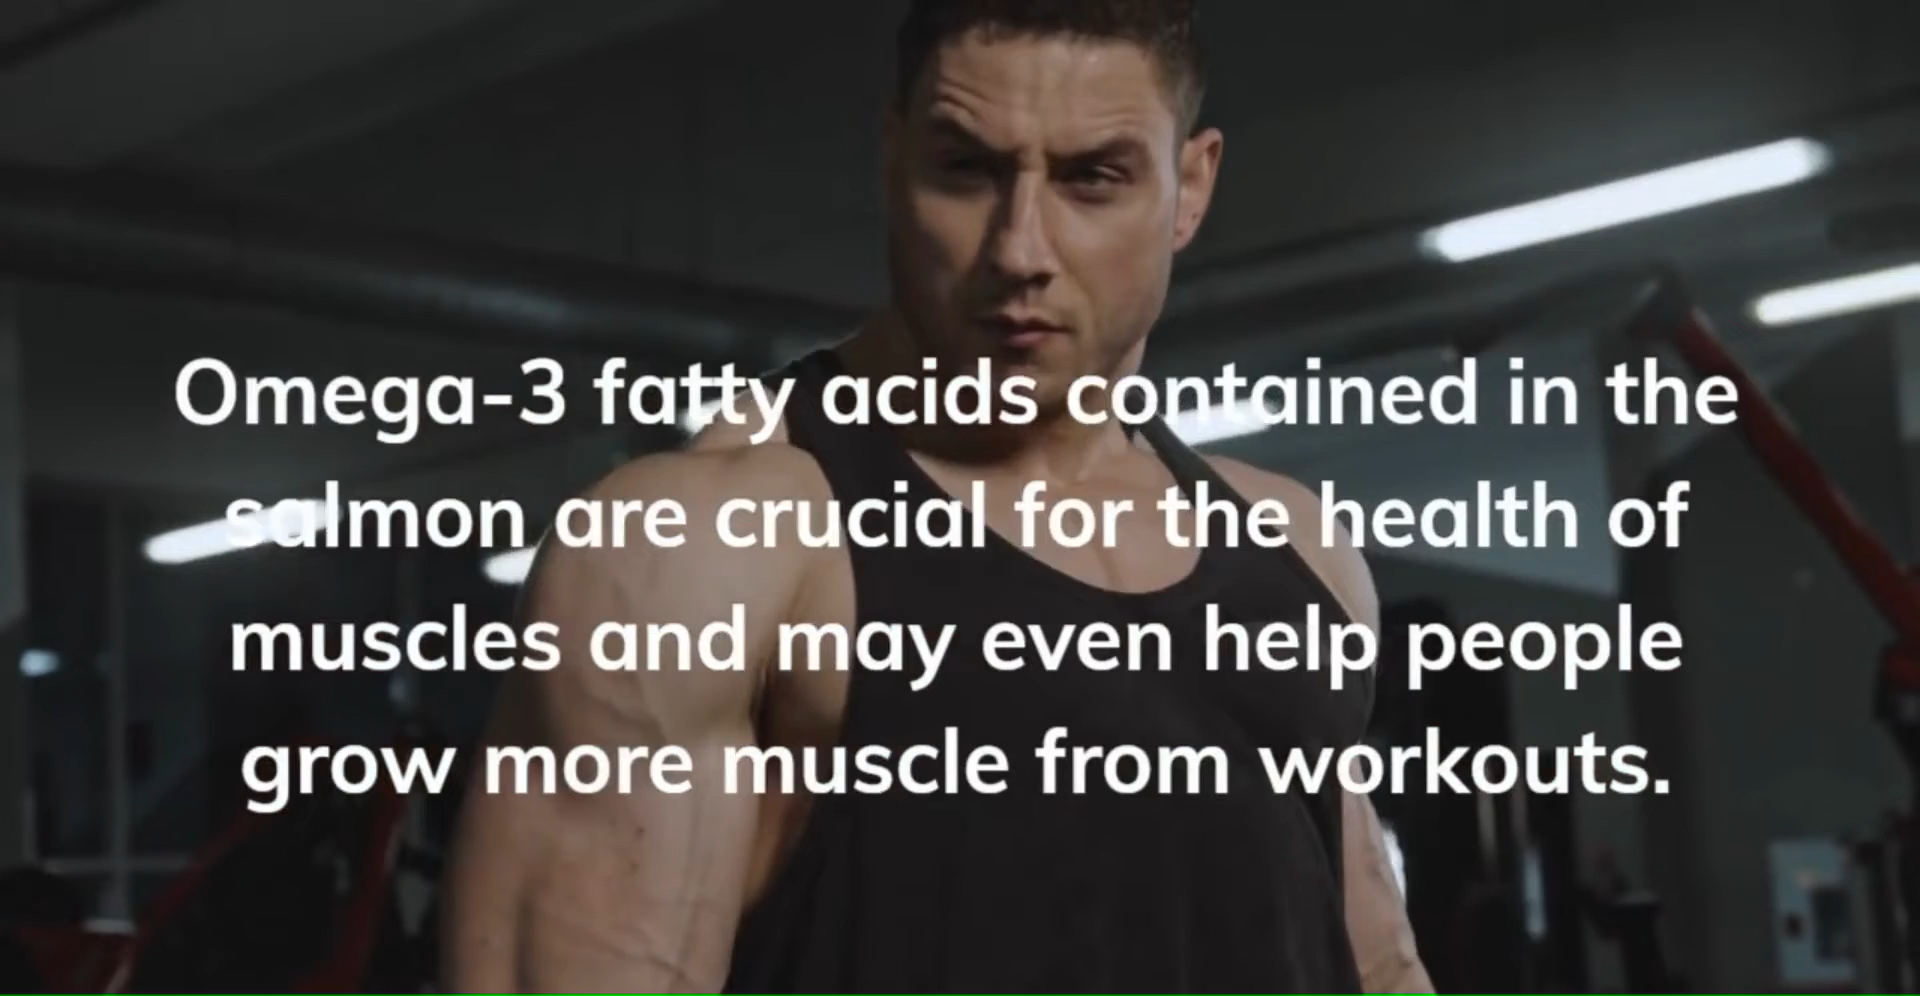 Omega-3 fatty acids contained in the
salmon are crucial for the health of
muscles and may even help people
grow more muscle from workouts.